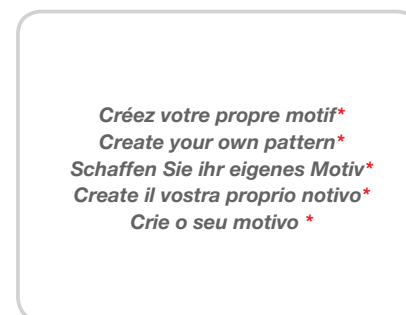 Créez votre propre motif*
Create your own pattern*
Schaffen Sie ihr eigenes Motiv*
Create il vostra proprio notivo*
Crie o seu motivo *